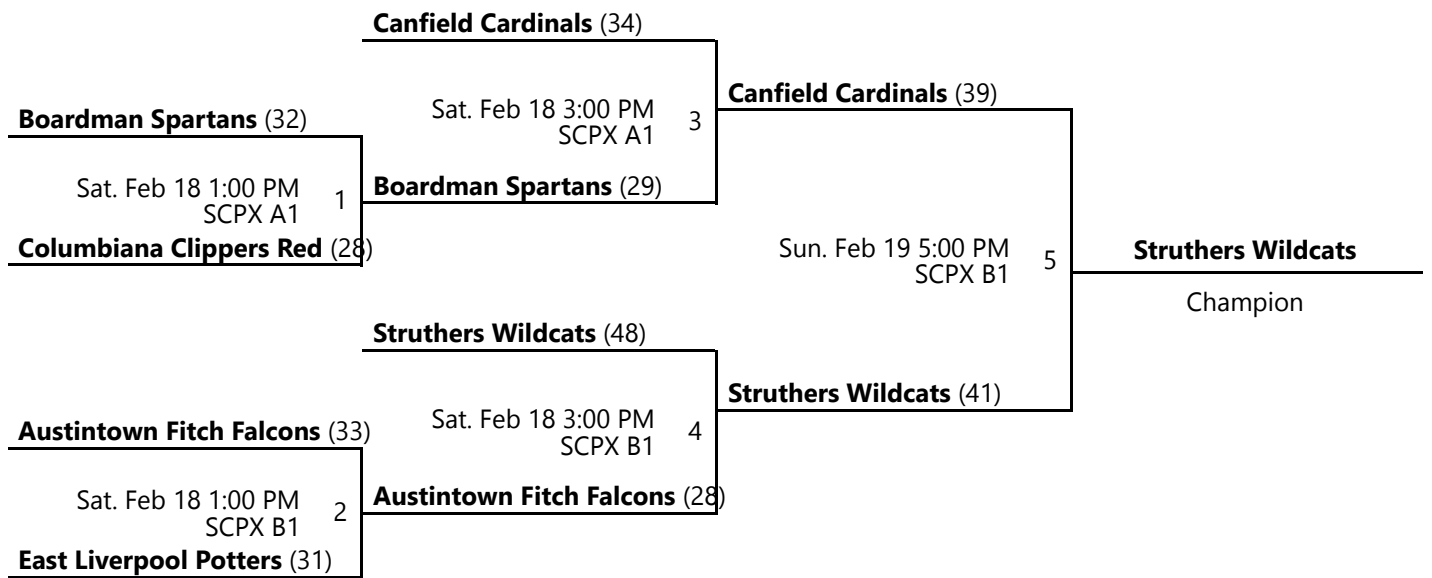 Canfield Cardinals (34)
Canfield Cardinals (39)
Sat. Feb 18 3:00 PM
SCPX A1
3
Boardman Spartans (32)
Sat. Feb 18 1:00 PM
SCPX A1
1
Boardman Spartans (29)
Columbiana Clippers Red (28)
Sun. Feb 19 5:00 PM
SCPX B1
5
Struthers Wildcats
Champion
Struthers Wildcats (48)
Struthers Wildcats (41)
Sat. Feb 18 3:00 PM
SCPX B1
4
Austintown Fitch Falcons (33)
Sat. Feb 18 1:00 PM
SCPX B1
2
Austintown Fitch Falcons (28)
East Liverpool Potters (31)